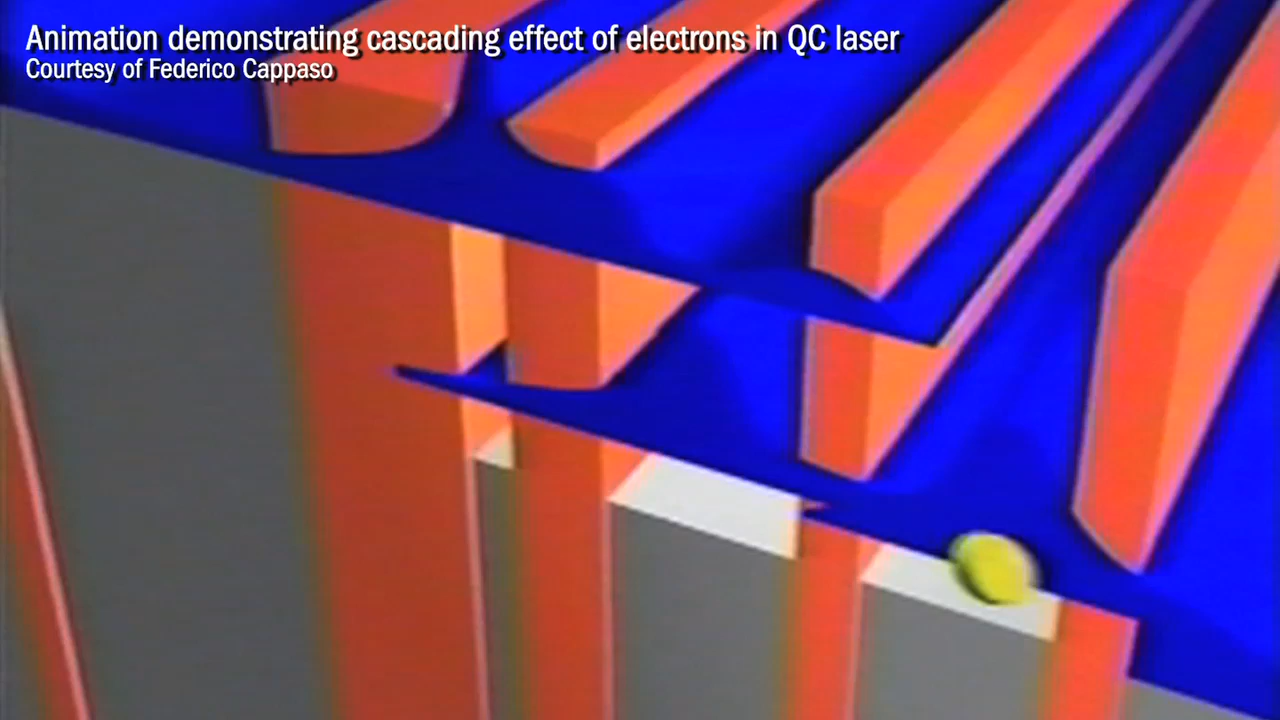 Animation demonstrating cascading effect of electrons in QC laser
Courtesy of Federico Cappaso